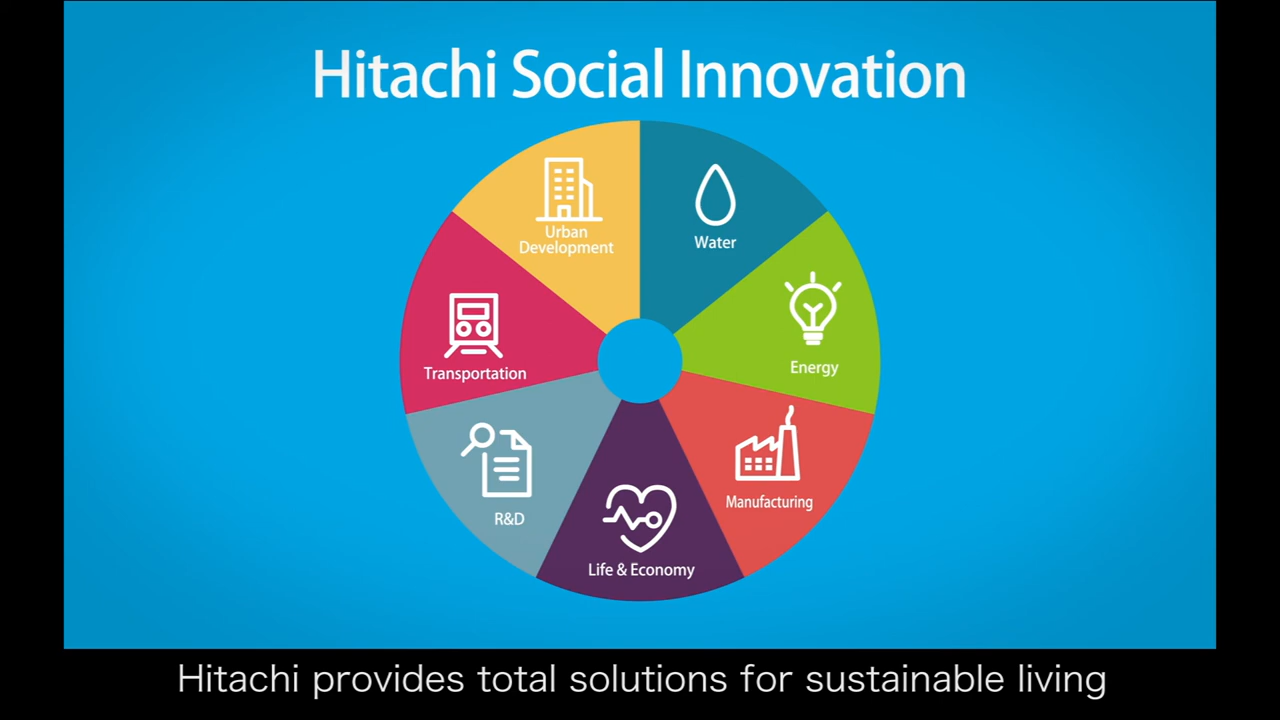 Hitachi Social Innovation
Urban
Development
Water
Transportation
Energy
R&D
Manufacturing
Life & Economy
Hitachi provides total solutions for sustainable living